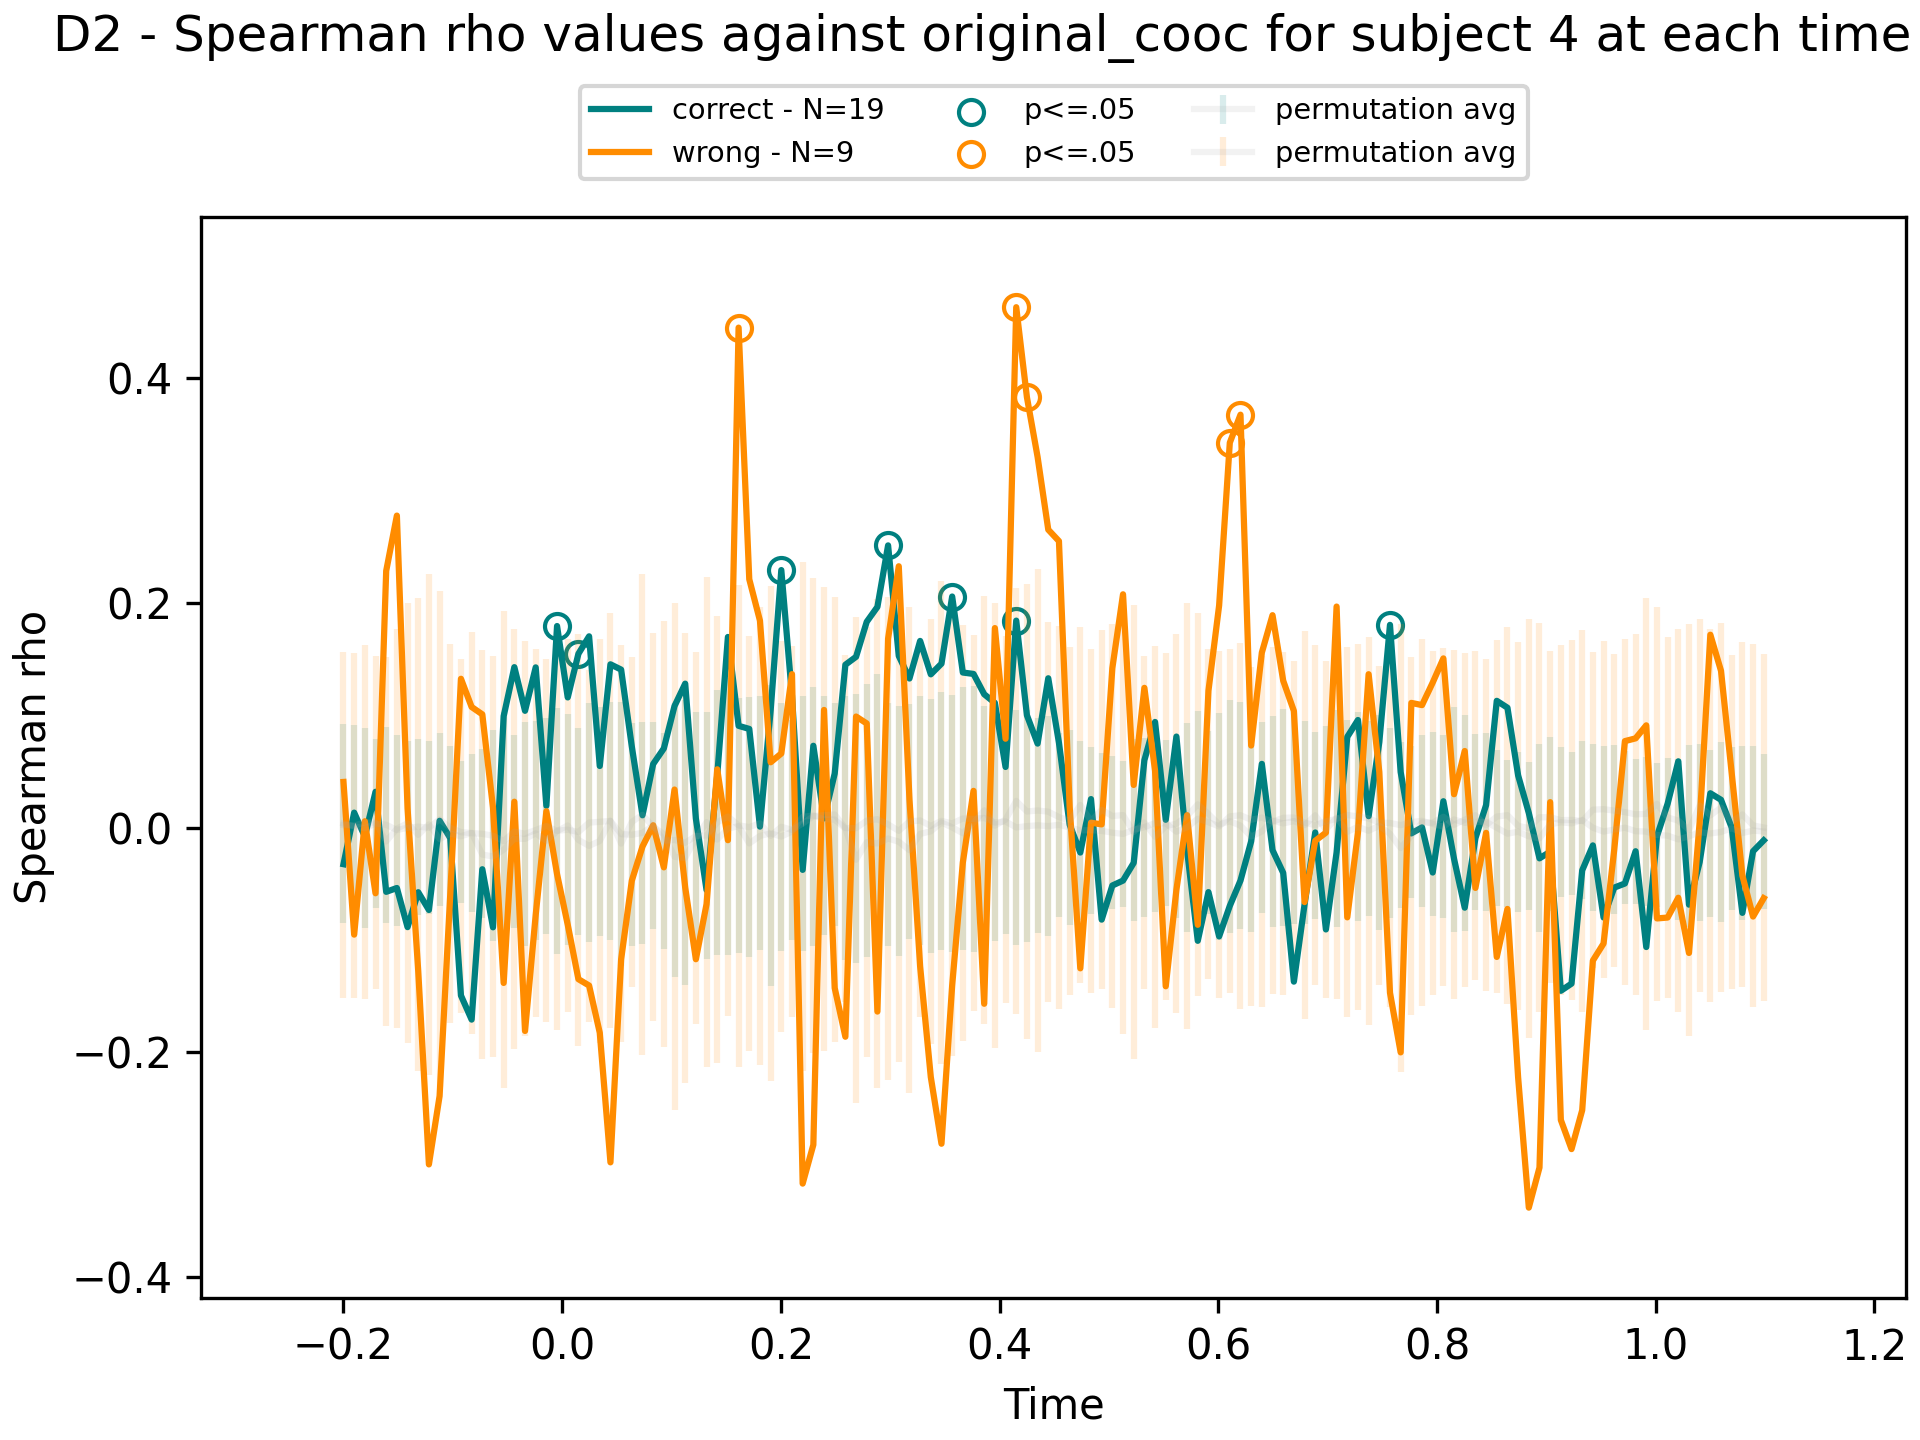 D2 - Spearman rho values against original_cooc for subject 4 at each time
correct - N=19
wrong - N=9
p<=.05
p<=.05
permutation avg
permutation avg
Spearman rho
0.4
0.2
0.0
−0.2
−0.4
−0.2 0.0 0.2 0.4 0.6 0.8 1.0 1.2
Time